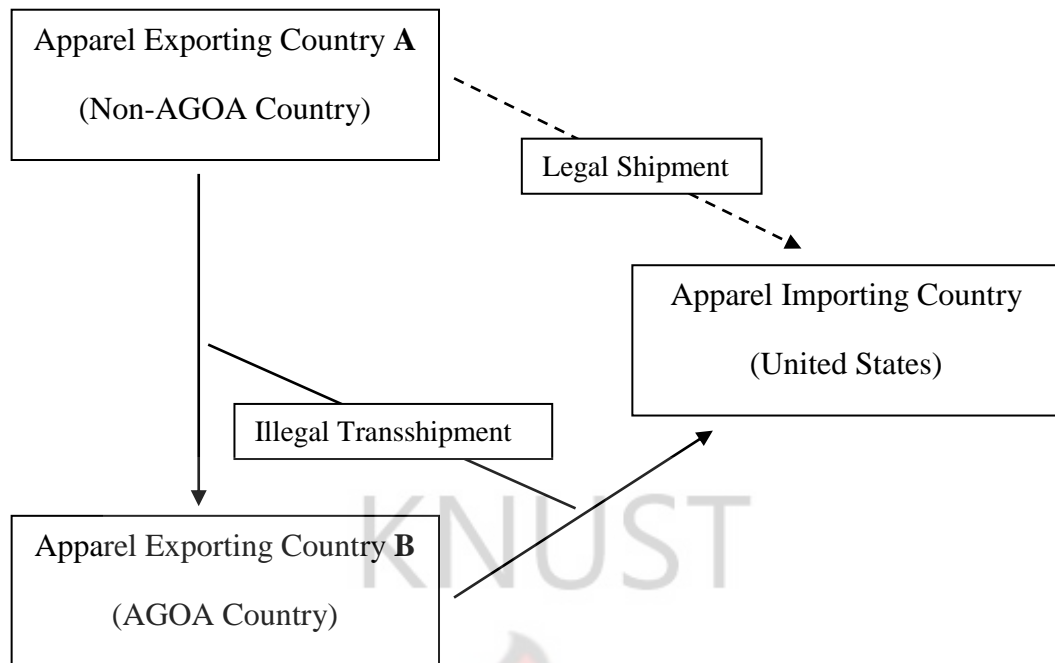 Apparel Exporting Country A
(Non-AGOA Country)
Legal Shipment
Apparel Importing Country
(United States)
Illegal Transshipment
KNUST
Apparel Exporting Country B
(AGOA Country)